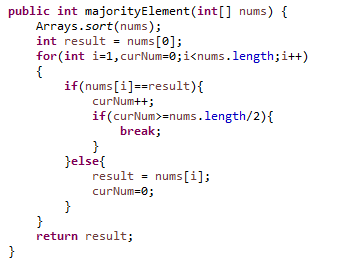 public int majorityElement(int[] nums) {
    Arrays.sort(nums);
    int result = nums[0];
    for(int i=1,curNum=0;i<nums.length;i++)
    {
        if(nums[i]==result){
            curNum++;
            if(curNum>=nums.length/2){
                break;
            }
        }else{
            result = nums[i];
            curNum=0;
        }
    }
    return result;
}